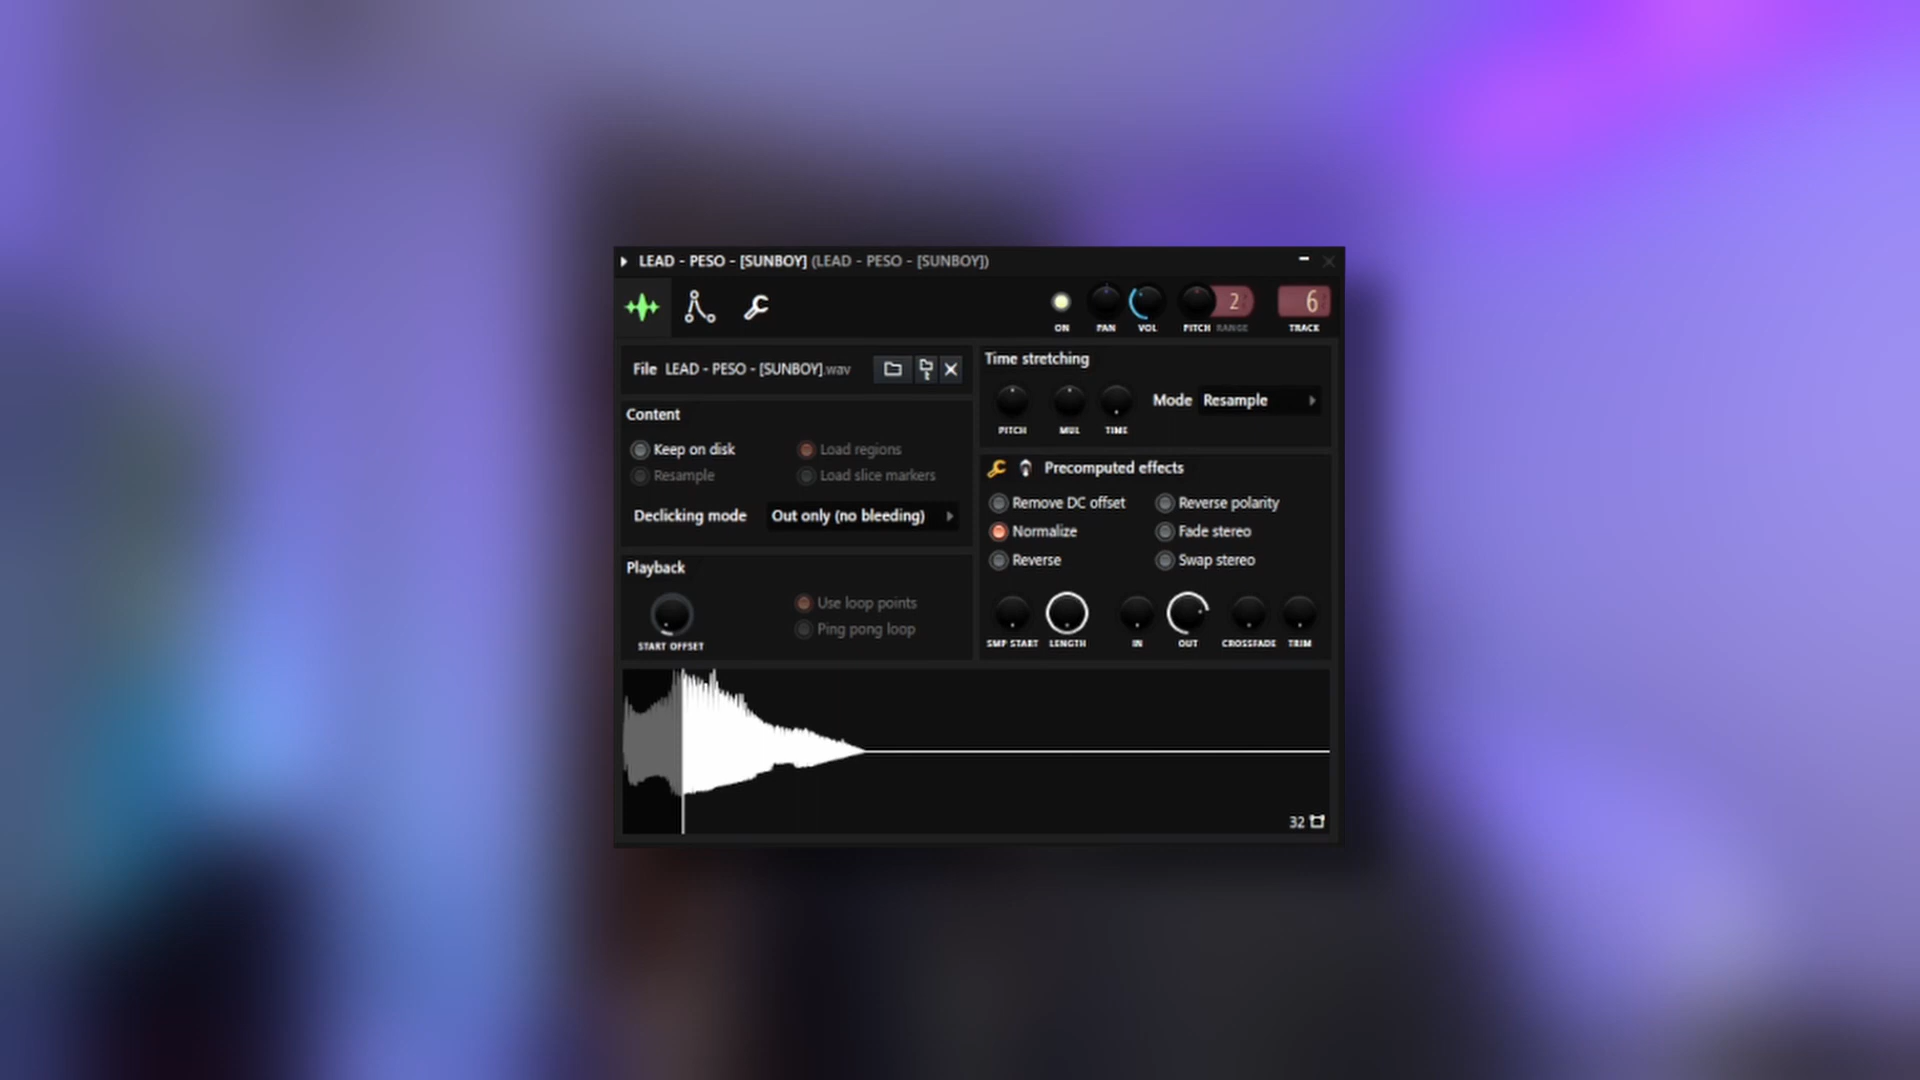 LEAD - PESO - [SUNBOY] (LEAD - PESO - [SUNBOY])
ON PAN VOL PITCH 2 RANGE 6 TRACK
File LEAD - PESO - [SUNBOY].wav
Content
Keep on disk
Load regions
Resample
Load slice markers
Declicking mode Out only (no bleeding)
Playback
START OFFSET
Use loop points
Ping pong loop
Time stretching
PITCH MUL TIME
Mode Resample
Precomputed effects
Remove DC offset
Reverse polarity
Normalize
Fade stereo
Reverse
Swap stereo
SMP START LENGTH IN OUT CROSSFADE TRIM
32